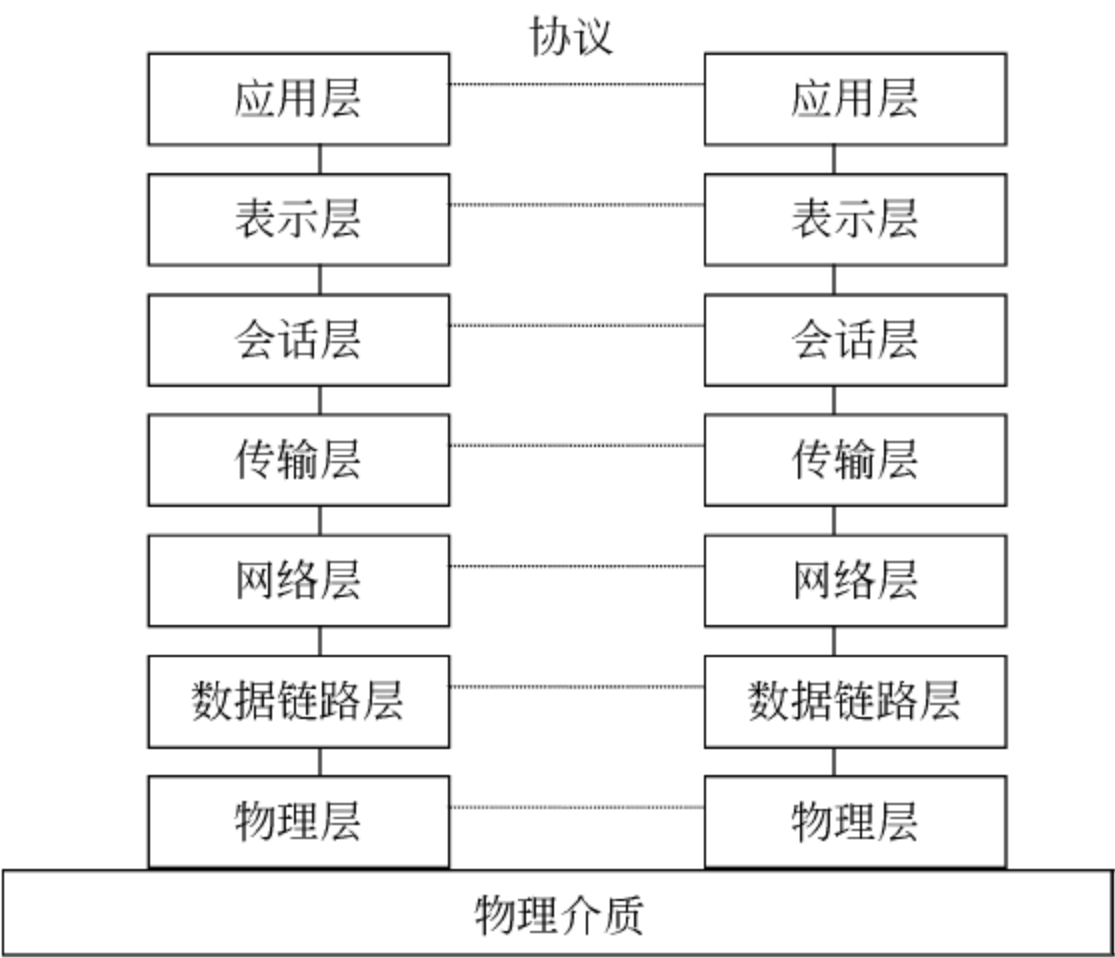 协议
应用层 应用层
表示层 表示层
会话层 会话层
传输层 传输层
网络层 网络层
数据链路层 数据链路层
物理层 物理层
物理介质